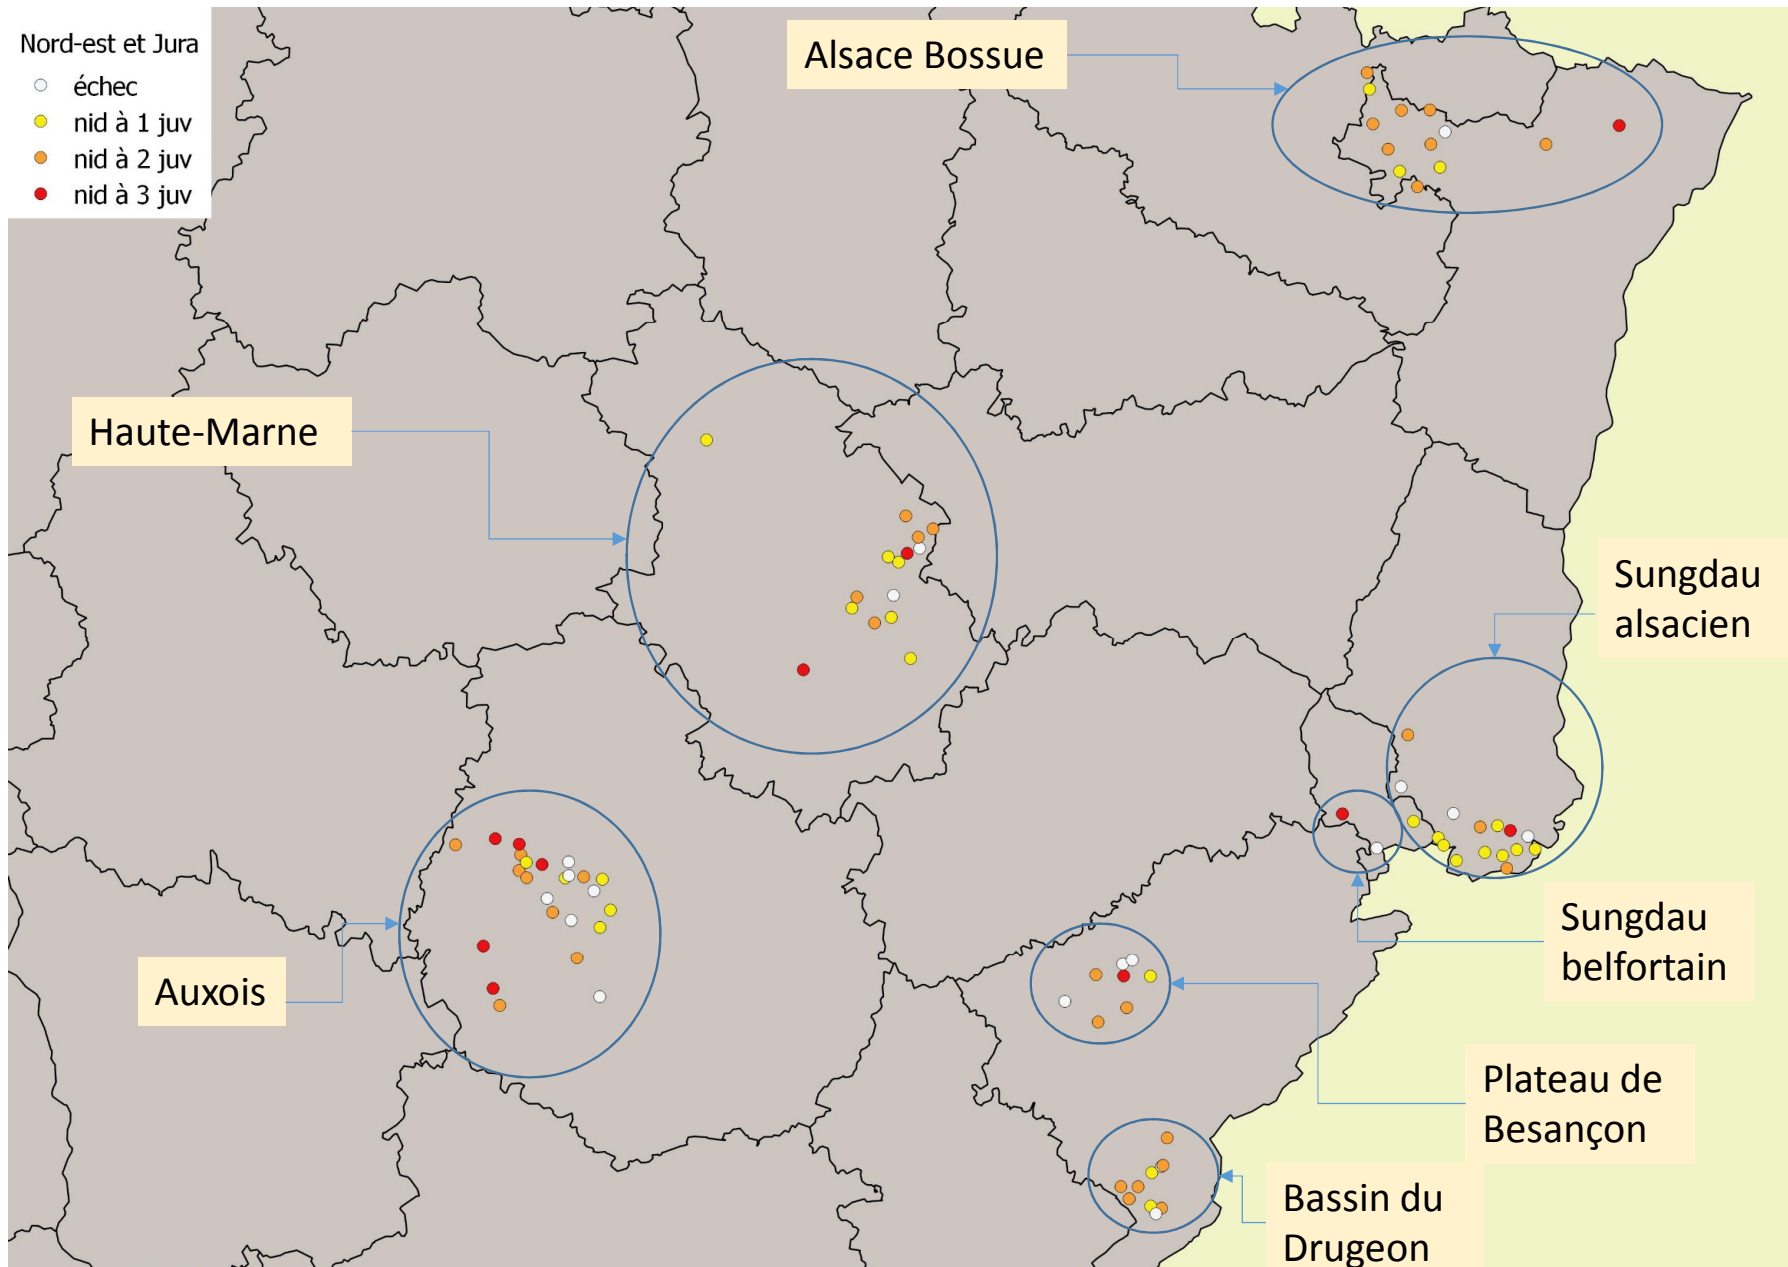 Nord-est et Jura
échec
nid à 1 juv
nid à 2 juv
nid à 3 juv
Alsace Bossue
Haute-Marne
Sungdau
alsacien
Sungdau
belfortain
Auxois
Plateau de
Besançon
Bassin du
Drugeon